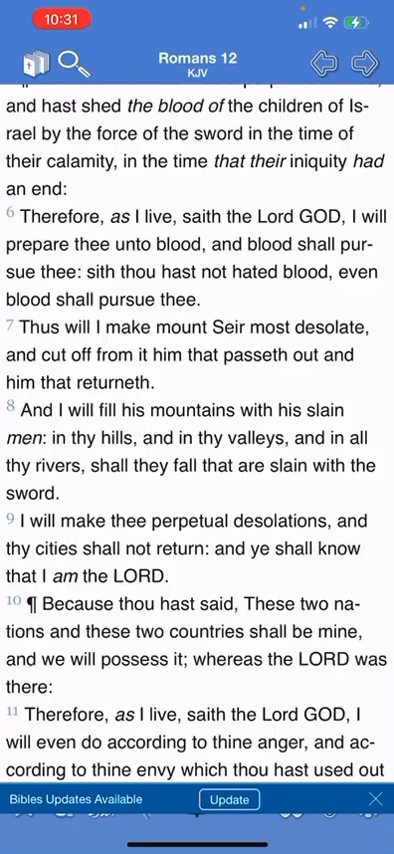 10:31
Romans 12
KJV
and hast shed the blood of the children of Is-
rael by the force of the sword in the time of
their calamity, in the time that their iniquity had
an end:
6 Therefore, as I live, saith the Lord GOD, I will
prepare thee unto blood, and blood shall pur-
sue thee: sith thou hast not hated blood, even
blood shall pursue thee.
7 Thus will I make mount Seir most desolate,
and cut off from it him that passeth out and
him that returneth.
8 And I will fill his mountains with his slain
men: in thy hills, and in thy valleys, and in all
thy rivers, shall they fall that are slain with the
sword.
9 I will make thee perpetual desolations, and
thy cities shall not return: and ye shall know
that I am the LORD.
10 ¶ Because thou hast said, These two na-
tions and these two countries shall be mine,
and we will possess it; whereas the LORD was
there:
11 Therefore, as I live, saith the Lord GOD, I
will even do according to thine anger, and ac-
cording to thine envy which thou hast used out
Bibles Updates Available
Update